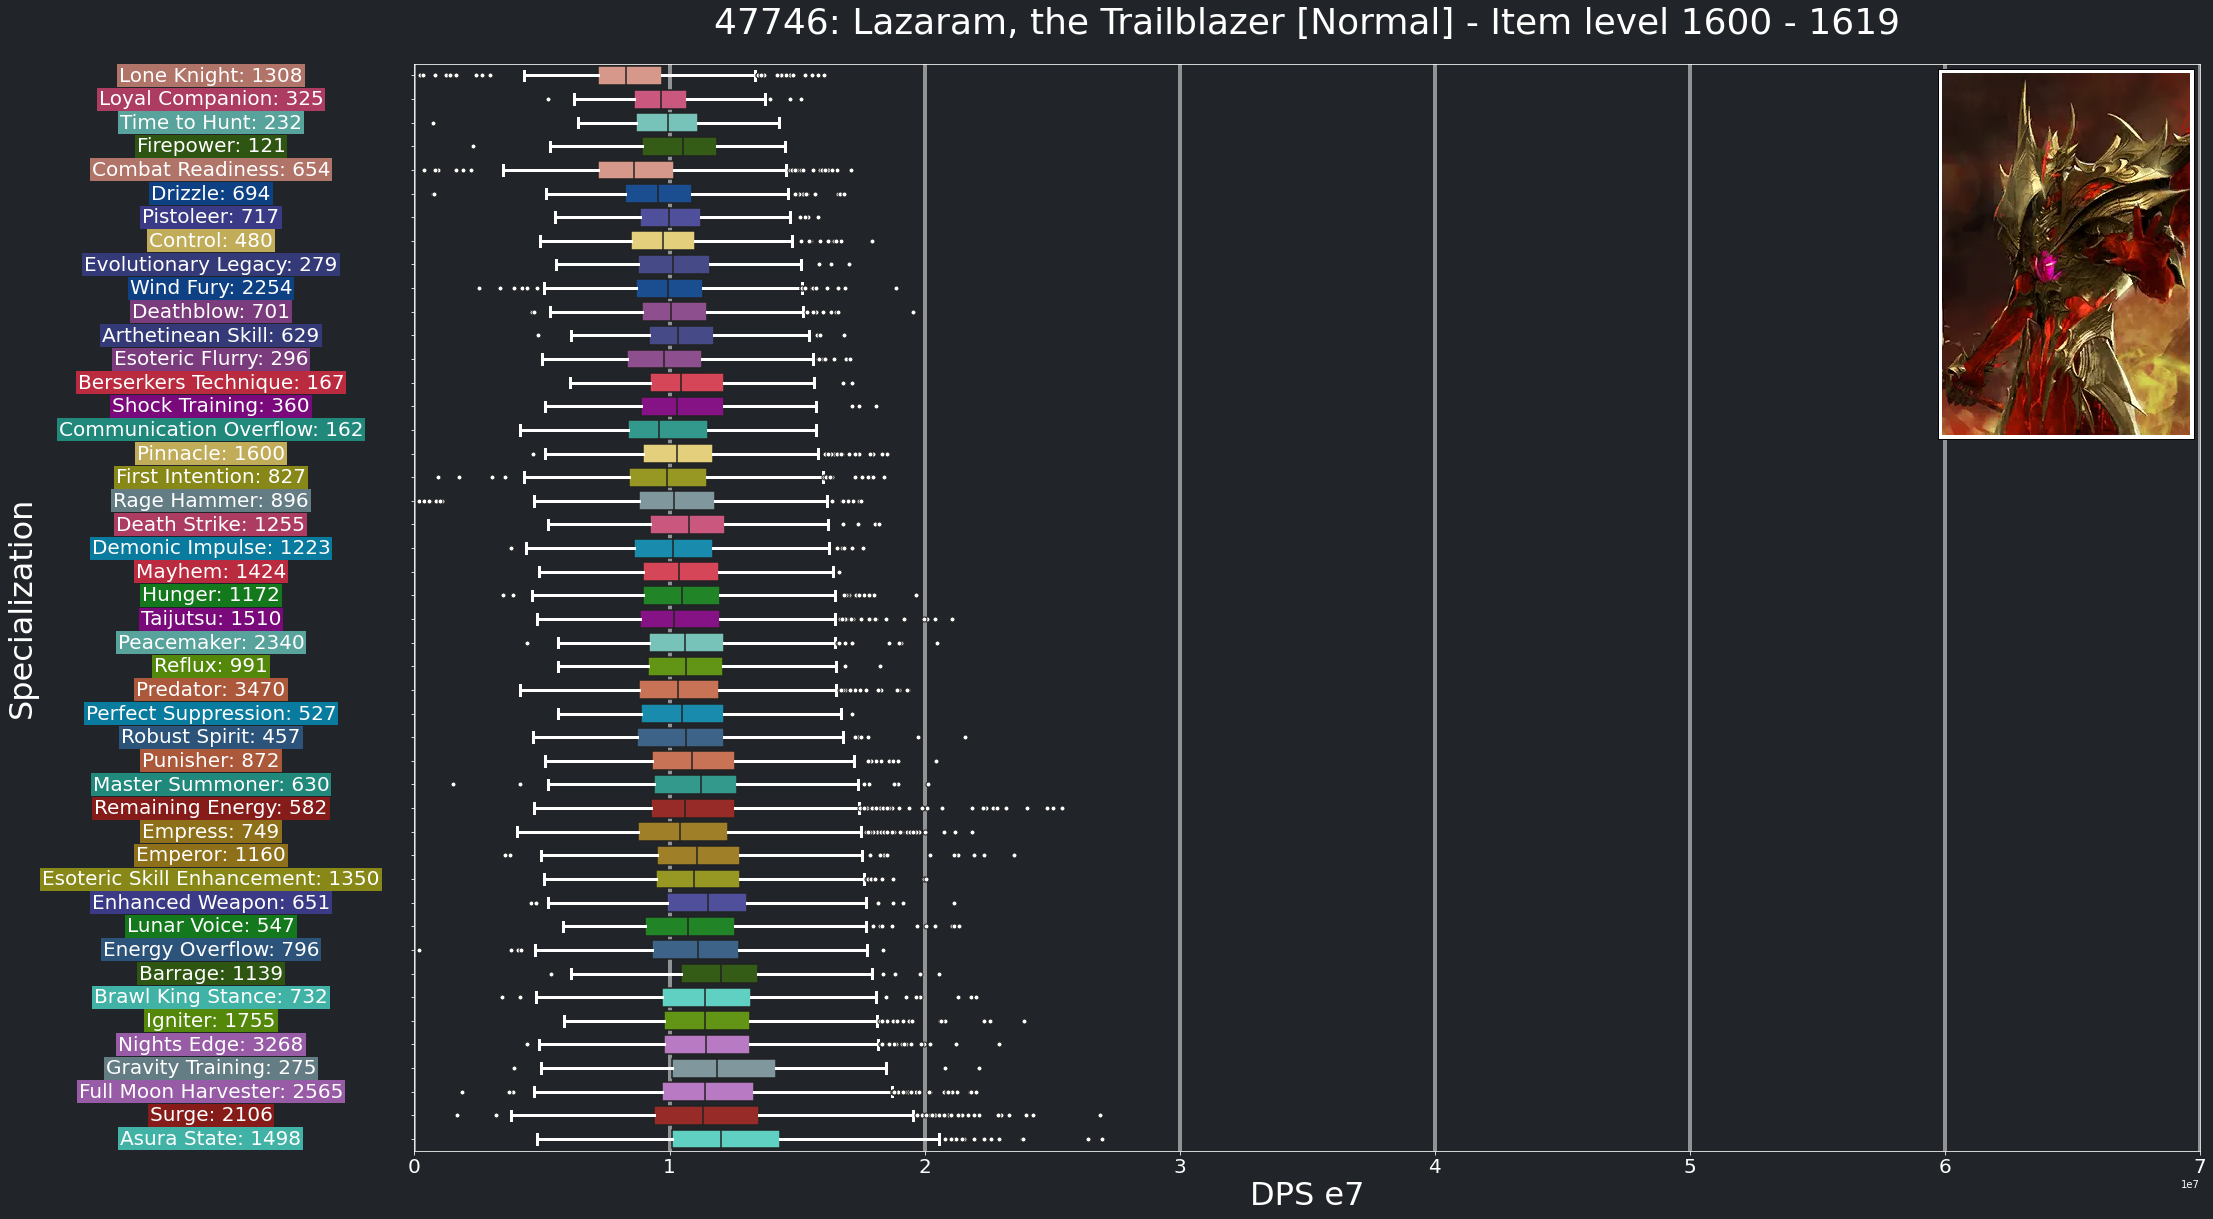 47746: Lazaram, the Trailblazer [Normal] - Item level 1600 - 1619
Lone Knight: 1308
Loyal Companion: 325
Time to Hunt: 232
Firepower: 121
Combat Readiness: 654
Drizzle: 694
Pistoleer: 717
Control: 480
Evolutionary Legacy: 279
Wind Fury: 2254
Deathblow: 701
Arthetinean Skill: 629
Esoteric Flurry: 296
Berserkers Technique: 167
Shock Training: 360
Communication Overflow: 162
Pinnacle: 1600
First Intention: 827
Rage Hammer: 896
Death Strike: 1255
Demonic Impulse: 1223
Mayhem: 1424
Hunger: 1172
Taijutsu: 1510
Peacemaker: 2340
Reflux: 991
Predator: 3470
Perfect Suppression: 527
Robust Spirit: 457
Punisher: 872
Master Summoner: 630
Remaining Energy: 582
Empress: 749
Emperor: 1160
Esoteric Skill Enhancement: 1350
Enhanced Weapon: 651
Lunar Voice: 547
Energy Overflow: 796
Barrage: 1139
Brawl King Stance: 732
Igniter: 1755
Nights Edge: 3268
Gravity Training: 275
Full Moon Harvester: 2565
Surge: 2106
Asura State: 1498
Specialization
0 1 2 3 4 5 6 7
1e7
DPS e7